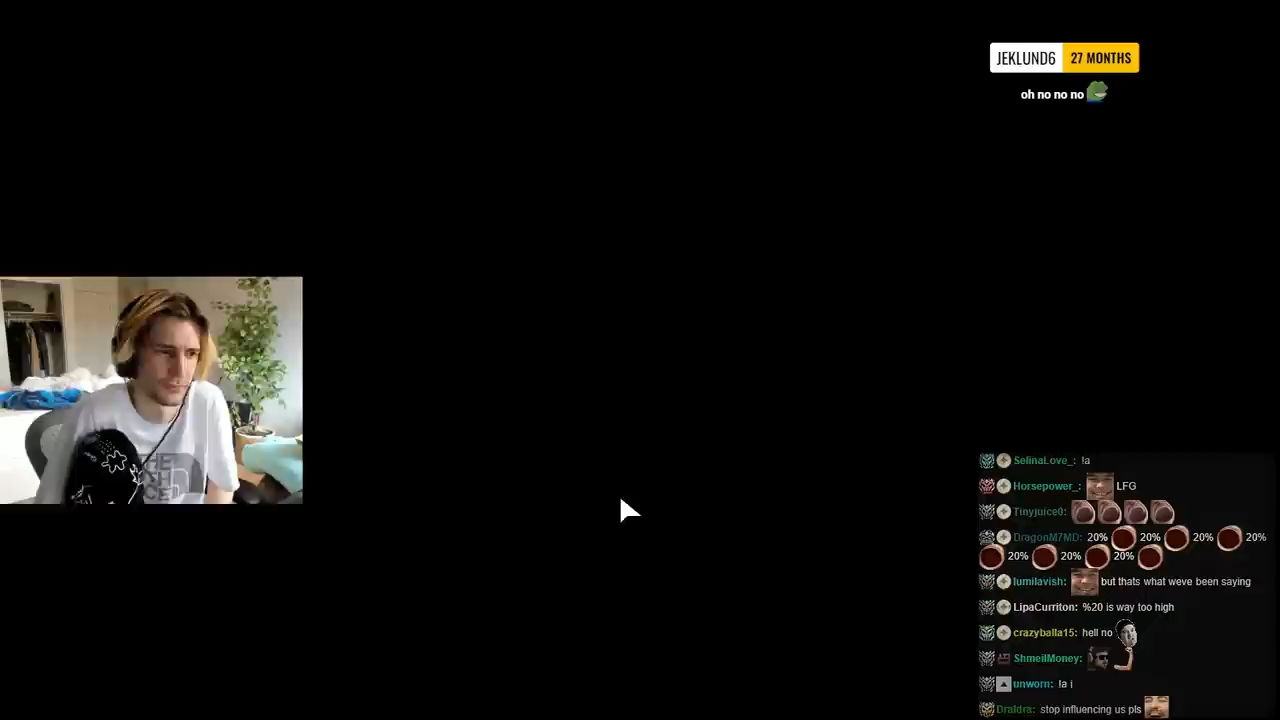 JEKLUND6 27 MONTHS
oh no no no
THE
SelinaLove_: !a
Horsepower_: LFG
Tinyjuice0:
DragonM7MD: 20% 20% 20% 20%
20% 20% 20%
lumilavish: but thats what weve been saying
LipaCurriton: %20 is way too high
crazyballa15: hell no
ShmeilMoney:
unworn: !a i
Draldra: stop influencing us pls